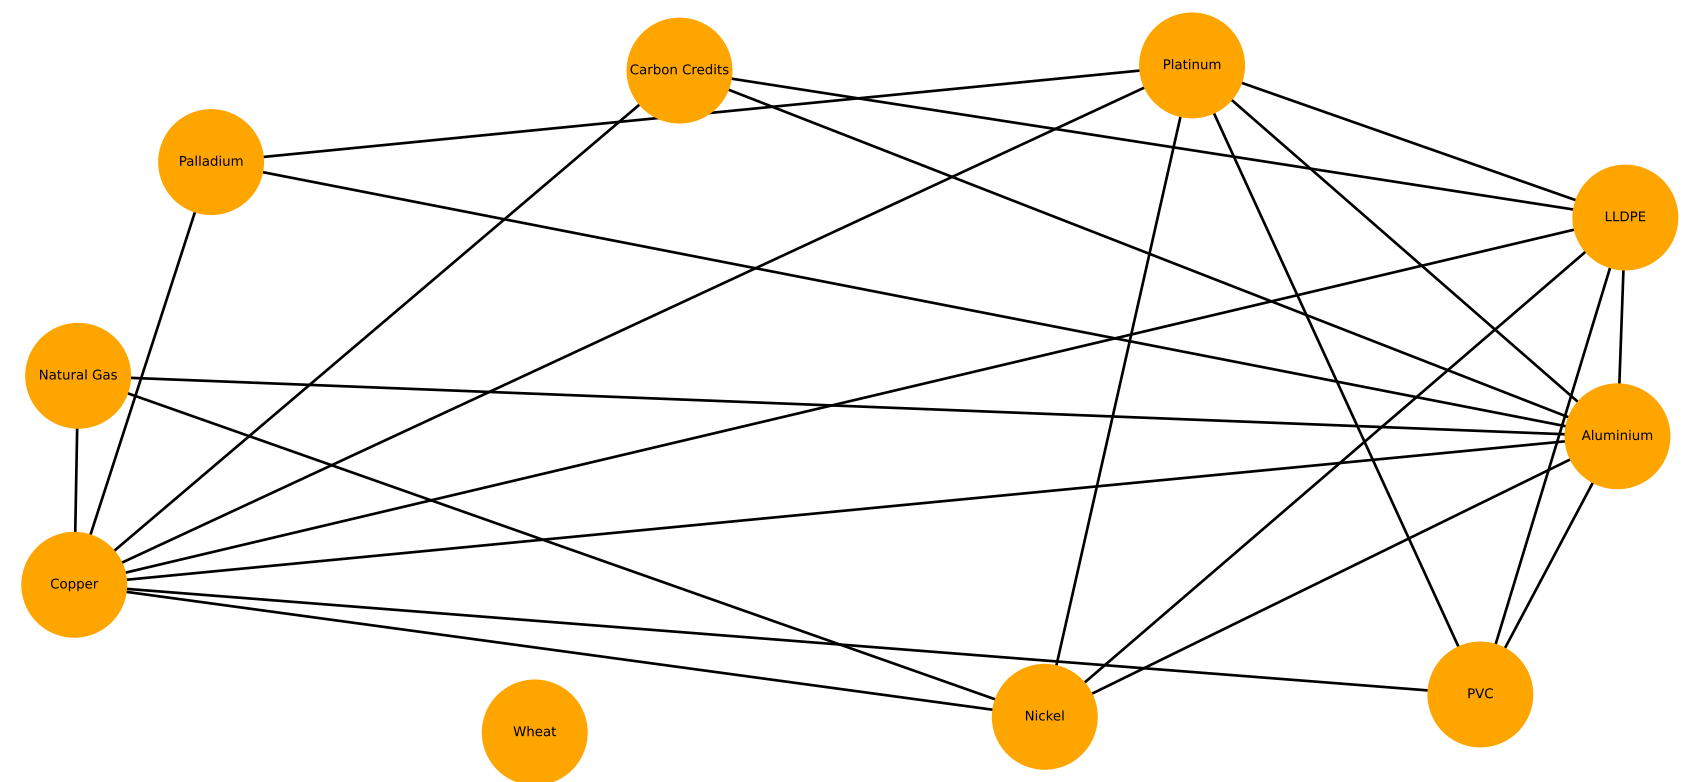 Platinum
Carbon Credits
Palladium
LLDPE
Natural Gas
Aluminium
Copper
PVC
Nickel
Wheat